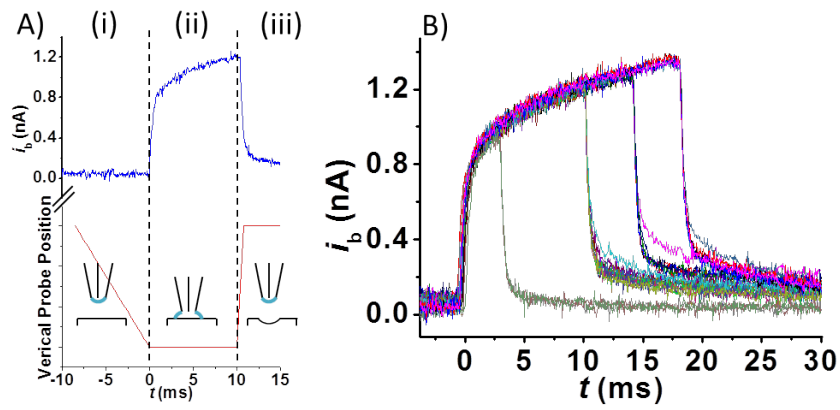 A)
(i)
(ii)
(iii)
1.2
0.8
0.4
0.0
i_b (nA)
Verical Probe Position
-10
-5
0
5
10
15
t (ms)
B)
1.2
0.8
0.4
0.0
i_b (nA)
0
5
10
15
20
25
30
t (ms)